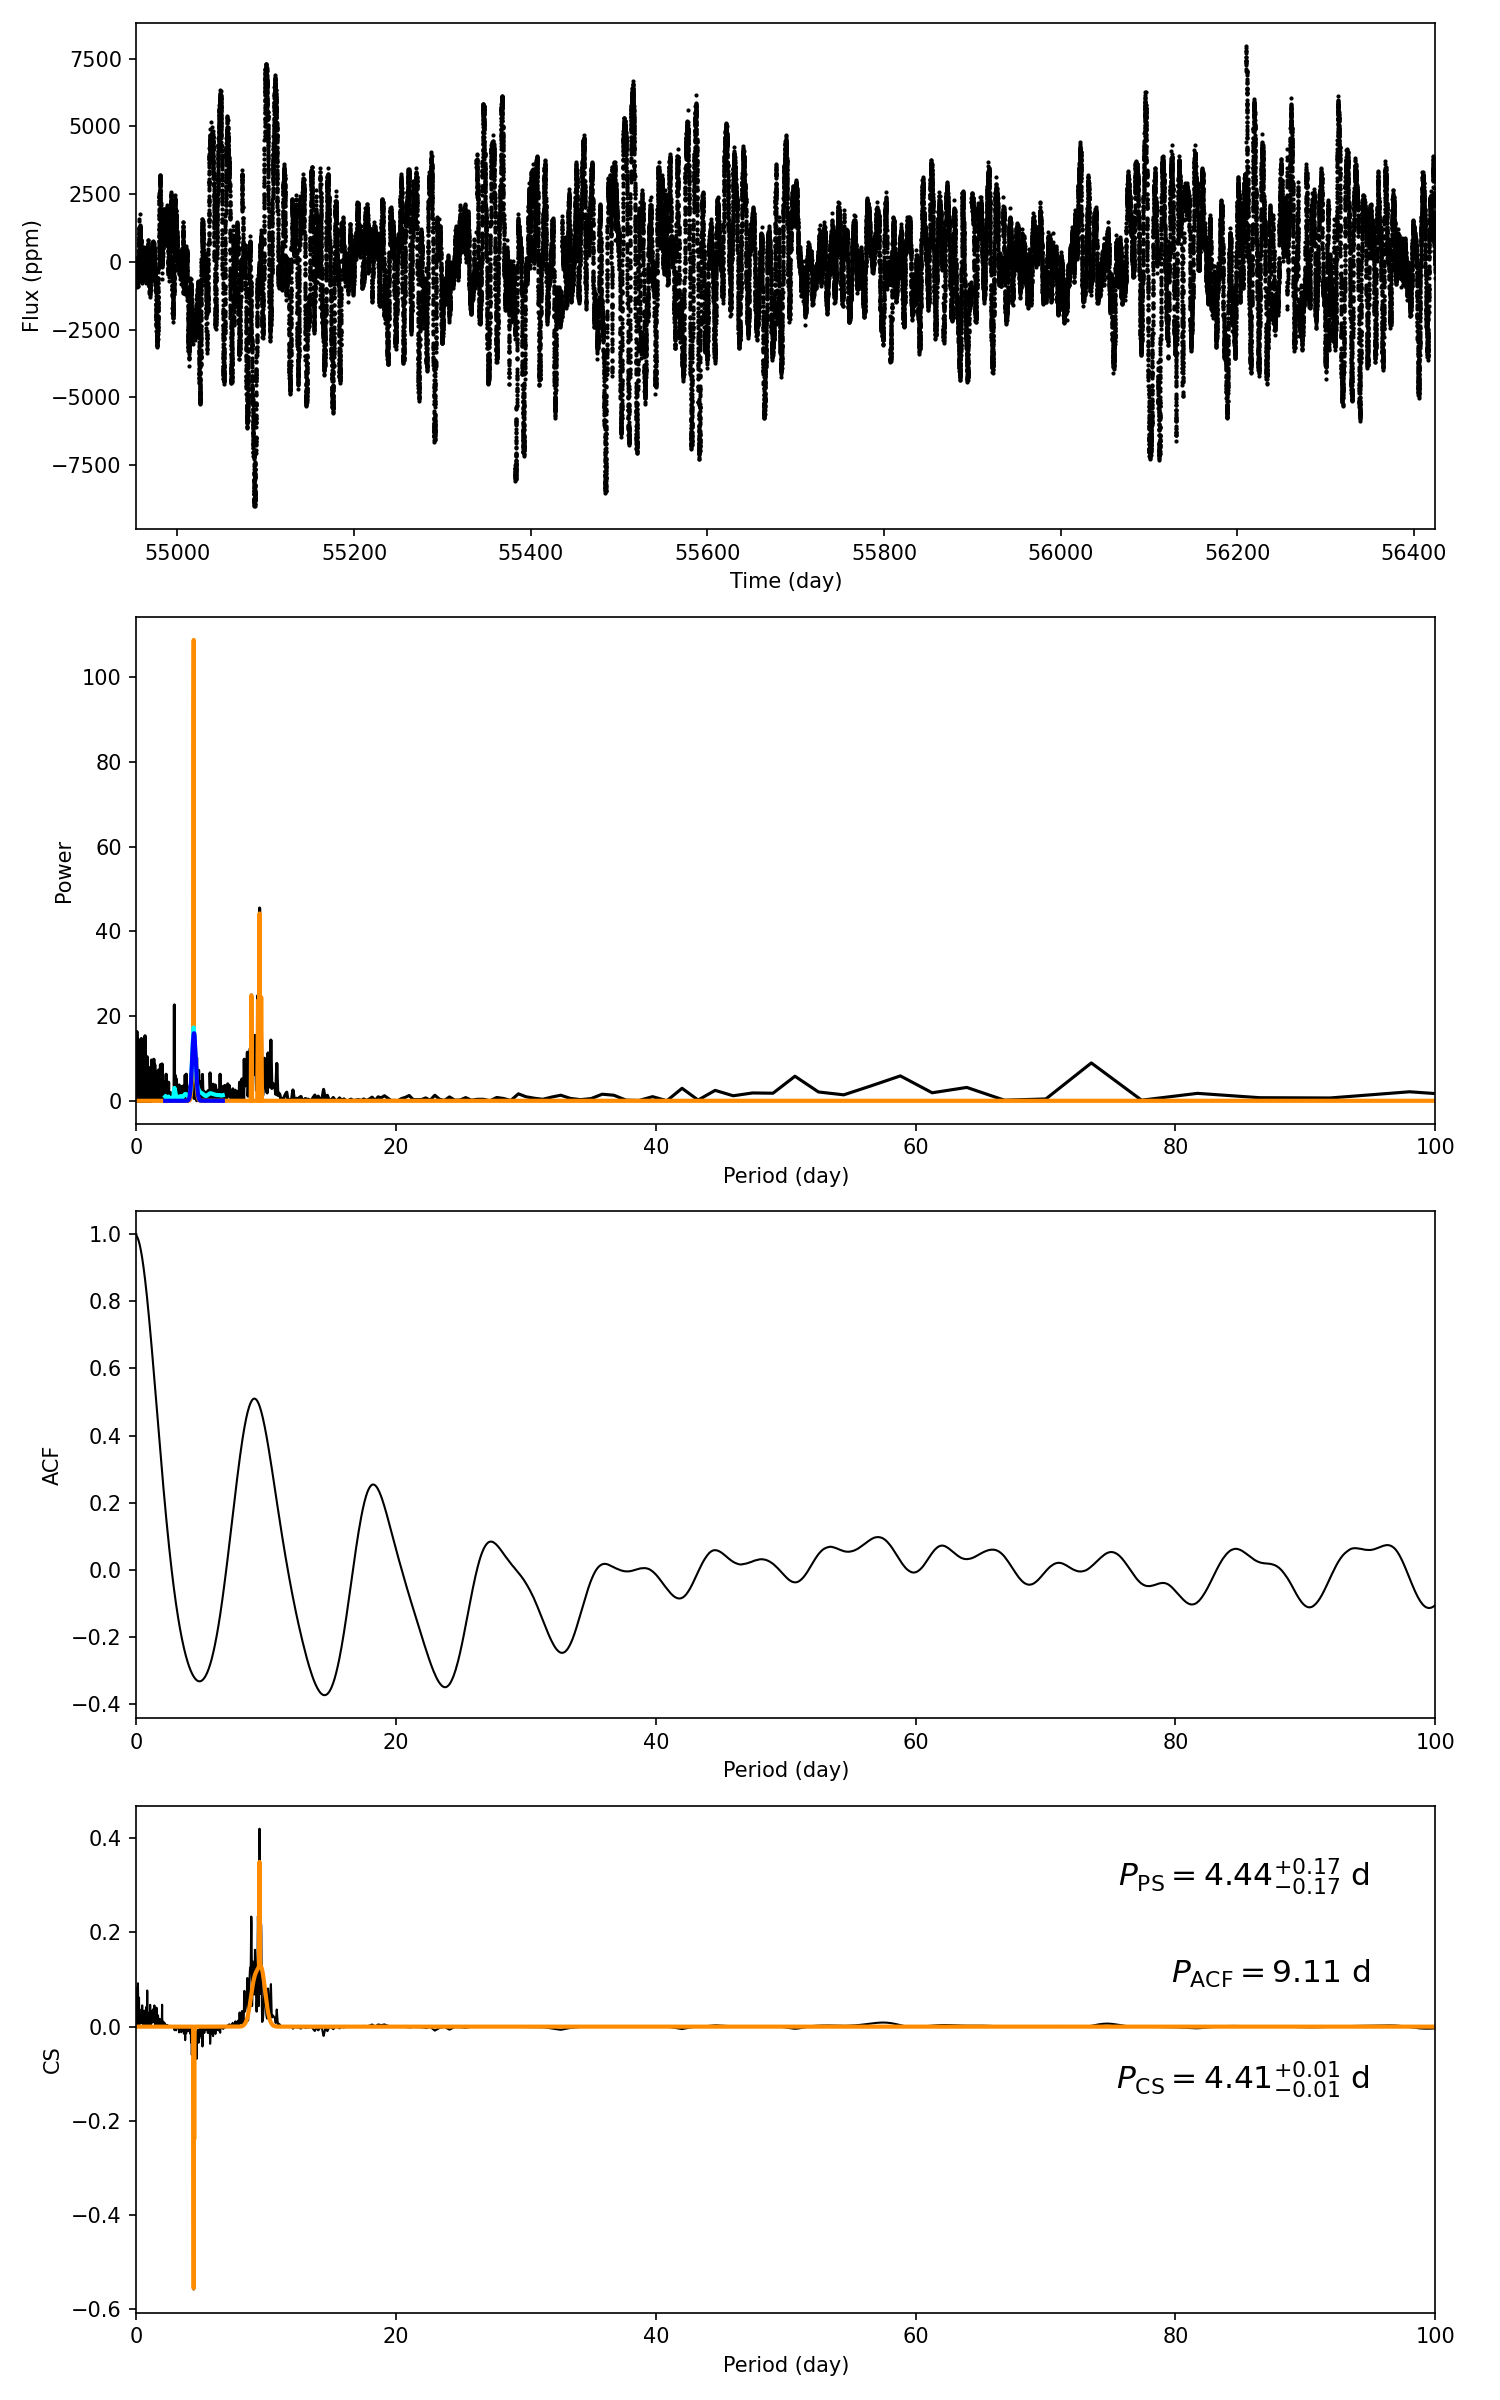 7500
5000
2500
0
−2500
−5000
−7500
Flux (ppm)
55000 55200 55400 55600 55800 56000 56200 56400
Time (day)
100
80
60
40
20
0
Power
0 20 40 60 80 100
Period (day)
1.0
0.8
0.6
0.4
0.2
0.0
−0.2
−0.4
ACF
0 20 40 60 80 100
Period (day)
0.4
0.2
0.0
−0.2
−0.4
−0.6
CS
P_PS = 4.44 +0.17 −0.17 d
P_ACF = 9.11 d
P_CS = 4.41 +0.01 −0.01 d
0 20 40 60 80 100
Period (day)